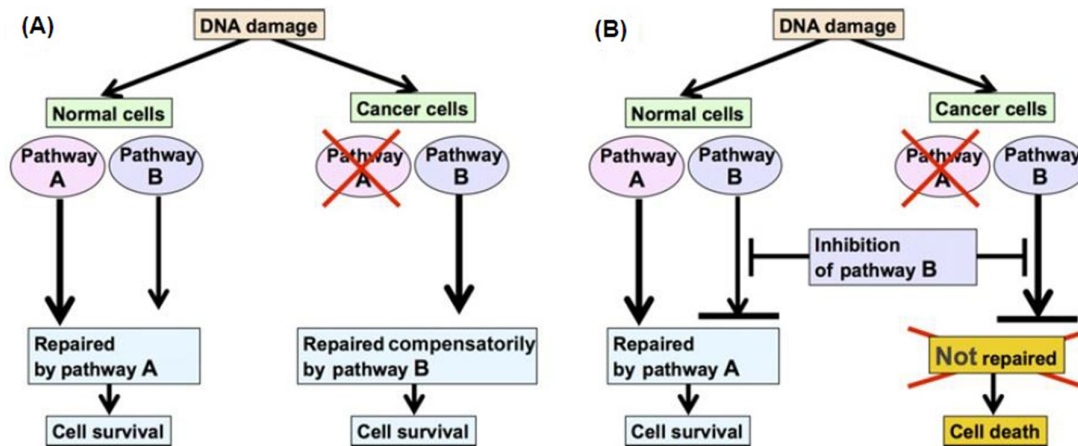 (A)
DNA damage
Normal cells
Cancer cells
Pathway
A
Pathway
B
Pathway
A
Pathway
B
Repaired
by pathway A
Repaired compensatorily
by pathway B
Cell survival
Cell survival
(B)
DNA damage
Normal cells
Cancer cells
Pathway
A
Pathway
B
Pathway
A
Pathway
B
Inhibition
of pathway B
Repaired
by pathway A
Not repaired
Cell survival
Cell death